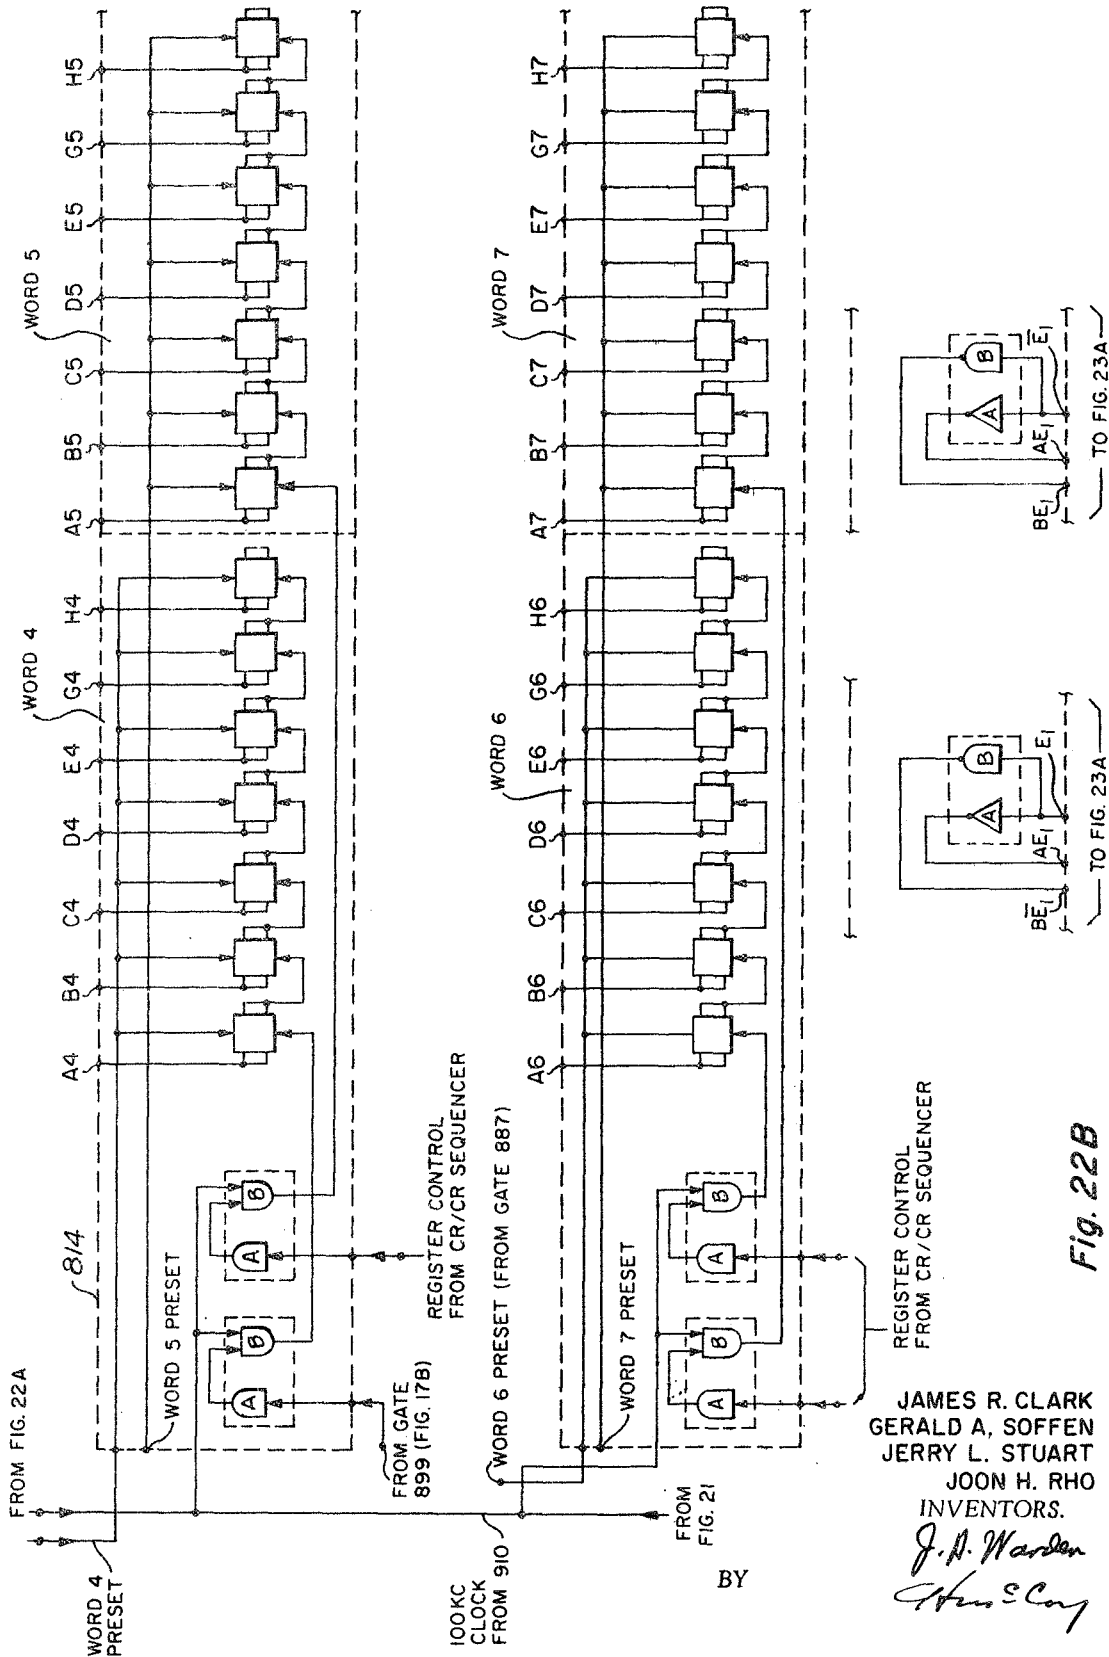 FROM FIG. 22A
WORD 4
PRESET
814
WORD 5 PRESET
WORD 4
WORD 5
A4
B4
C4
D4
E4
G4
H4
A5
B5
C5
D5
E5
G5
H5
A
B
A
B
FROM GATE
899 (FIG. 17B)
REGISTER CONTROL
FROM CR/CR SEQUENCER
100KC
CLOCK
FROM 910
WORD 6 PRESET (FROM GATE 887)
WORD 7 PRESET
WORD 6
WORD 7
A6
B6
C6
D6
E6
G6
H6
A7
B7
C7
D7
E7
G7
H7
A
B
A
B
FROM
FIG. 21
REGISTER CONTROL
FROM CR/CR SEQUENCER
A
B
B̅E̅₁
AE₁
E₁
TO FIG. 23A
A
B
BE₁
AE₁
E̅₁
TO FIG. 23A
Fig. 22B
JAMES R. CLARK
GERALD A. SOFFEN
JERRY L. STUART
JOON H. RHO
INVENTORS.
BY
J. A. Warden